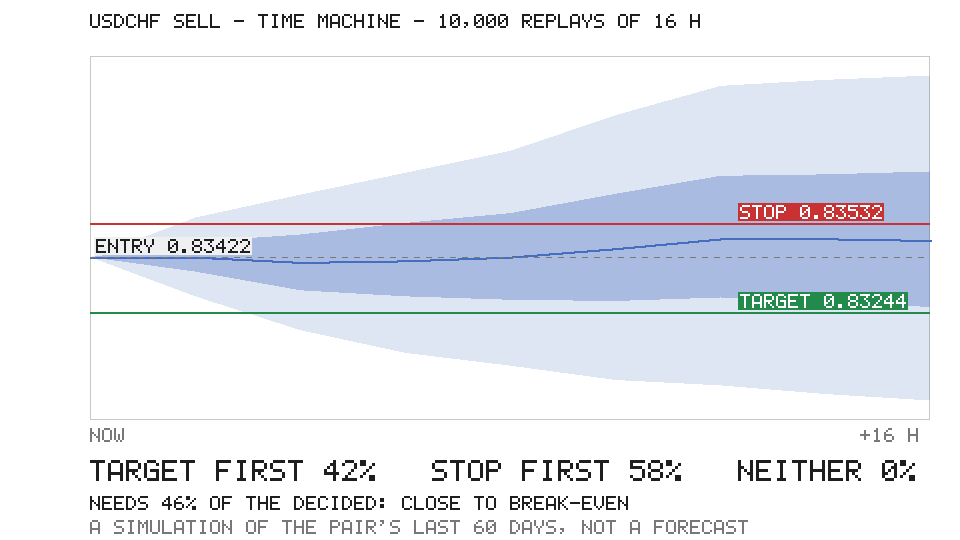 USDCHF SELL - TIME MACHINE - 10,000 REPLAYS OF 16 H
STOP 0.83532
ENTRY 0.83422
TARGET 0.83244
NOW +16 H
TARGET FIRST 42% STOP FIRST 58% NEITHER 0%
NEEDS 46% OF THE DECIDED: CLOSE TO BREAK-EVEN
A SIMULATION OF THE PAIR'S LAST 60 DAYS, NOT A FORECAST